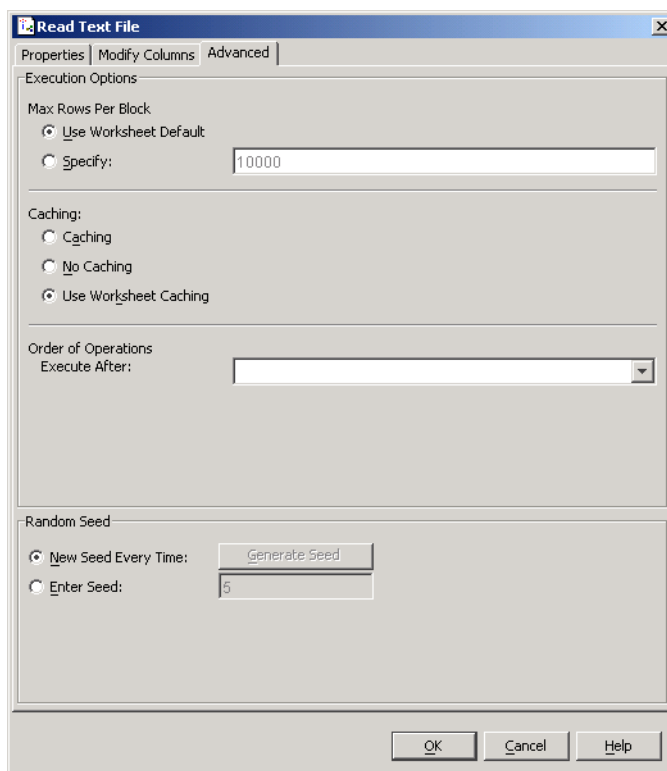 Read Text File
Properties Modify Columns Advanced
Execution Options
Max Rows Per Block
Use Worksheet Default
Specify: 10000
Caching:
Caching
No Caching
Use Worksheet Caching
Order of Operations
Execute After:
Random Seed
New Seed Every Time: Generate Seed
Enter Seed: 5
OK Cancel Help